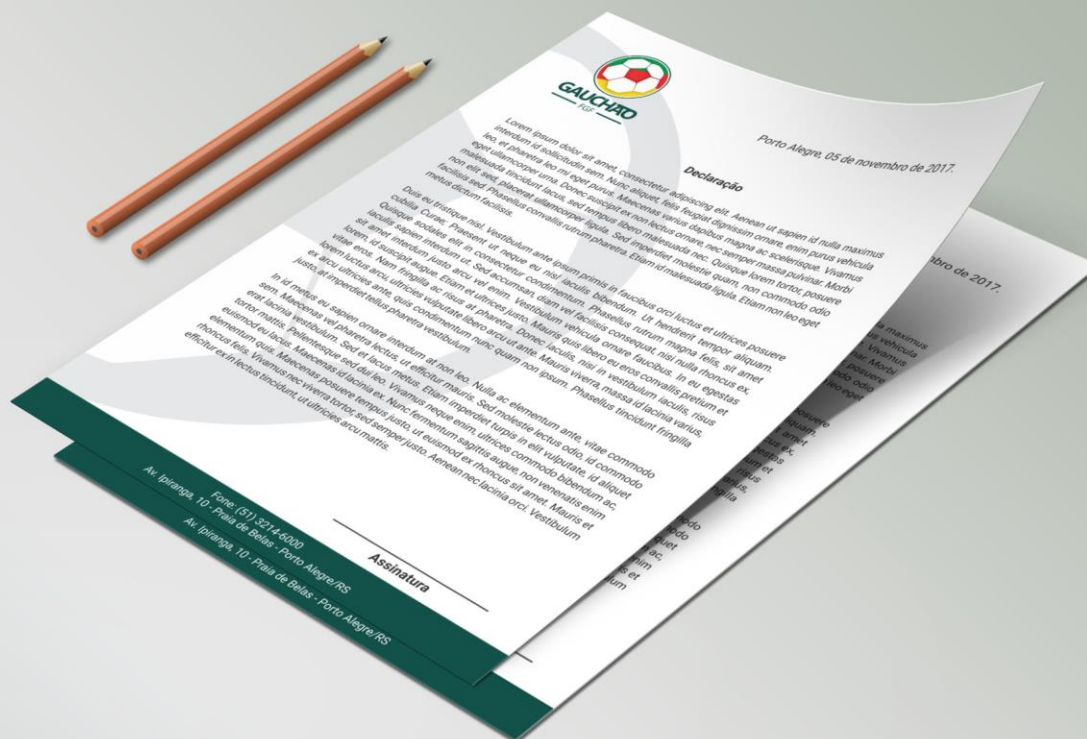 GAUCHÃO
FGF
Porto Alegre, 05 de novembro de 2017.
Declaração
Lorem ipsum dolor sit amet, consectetur adipiscing elit. Aenean ut sapien id nulla maximus
interdum id sollicitudin sem. Nunc aliquet, felis feugiat dignissim ornare, enim purus vehicula
leo, et pharetra leo mi eget purus. Maecenas varius dapibus magna ac scelerisque. Vivamus
eget ullamcorper urna. Donec suscipit ex non lectus ornare, nec semper massa pulvinar. Morbi
malesuada tincidunt lacus, sed tempus libero malesuada nec. Quisque lorem tortor, posuere
non elit sed, placerat ullamcorper ligula. Sed imperdiet molestie quam, non commodo odio
facilisis sed. Phasellus convallis rutrum pharetra. Etiam id malesuada ligula. Etiam non leo eget
metus dictum facilisis.
Duis eu tristique nisl. Vestibulum ante ipsum primis in faucibus orci luctus et ultrices posuere
cubilia Curae; Praesent ut neque eu nisl iaculis bibendum. Ut hendrerit tempor aliquam.
Quisque sodales elit in consectetur condimentum. Phasellus rutrum magna felis, sit amet
iaculis sapien interdum ut. Sed accumsan, diam vel facilisis consequat, nisi nulla rhoncus ex,
sit amet interdum justo arcu vel enim. Vestibulum vehicula ornare faucibus. In eu egestas
lorem, id suscipit augue. Etiam et ultrices justo. Mauris quis libero eu eros convallis pretium et
vitae eros. Nam fringilla ac risus at pharetra. Donec iaculis, nisi in vestibulum iaculis, risus
lorem luctus arcu, ultricies vulputate libero arcu ut ante. Mauris viverra, massa id lacinia varius,
ex arcu ultricies ante, quis condimentum nunc quam non ipsum. Phasellus tincidunt fringilla
justo, at imperdiet tellus pharetra vestibulum.
In id metus eu sapien ornare interdum at non leo. Nulla ac elementum ante, vitae commodo
sem. Maecenas vel pharetra lectus, ut efficitur mauris. Sed molestie lectus odio, id commodo
erat lacinia vestibulum. Sed et lacus metus. Etiam imperdiet turpis in elit vulputate, id aliquet
tortor mattis. Pellentesque sed dui leo. Vivamus neque enim, ultrices commodo bibendum ac,
euismod eu lacus. Maecenas id lacinia ex. Nunc fermentum sagittis augue, non venenatis enim
elementum quis. Maecenas posuere tempus justo, ut euismod ex rhoncus sit amet. Mauris et
rhoncus felis. Vivamus nec viverra tortor, sed semper justo. Aenean nec lacinia orci. Vestibulum
efficitur ex in lectus tincidunt, ut ultricies arcu mattis.
Assinatura
Fone: (51) 3214-6000
Av. Ipiranga, 10 - Praia de Belas - Porto Alegre/RS
Av. Ipiranga, 10 - Praia de Belas - Porto Alegre/RS
de 2017.
maximus
vehicula
Vivamus
Morbi
posuere
odio
leo eget